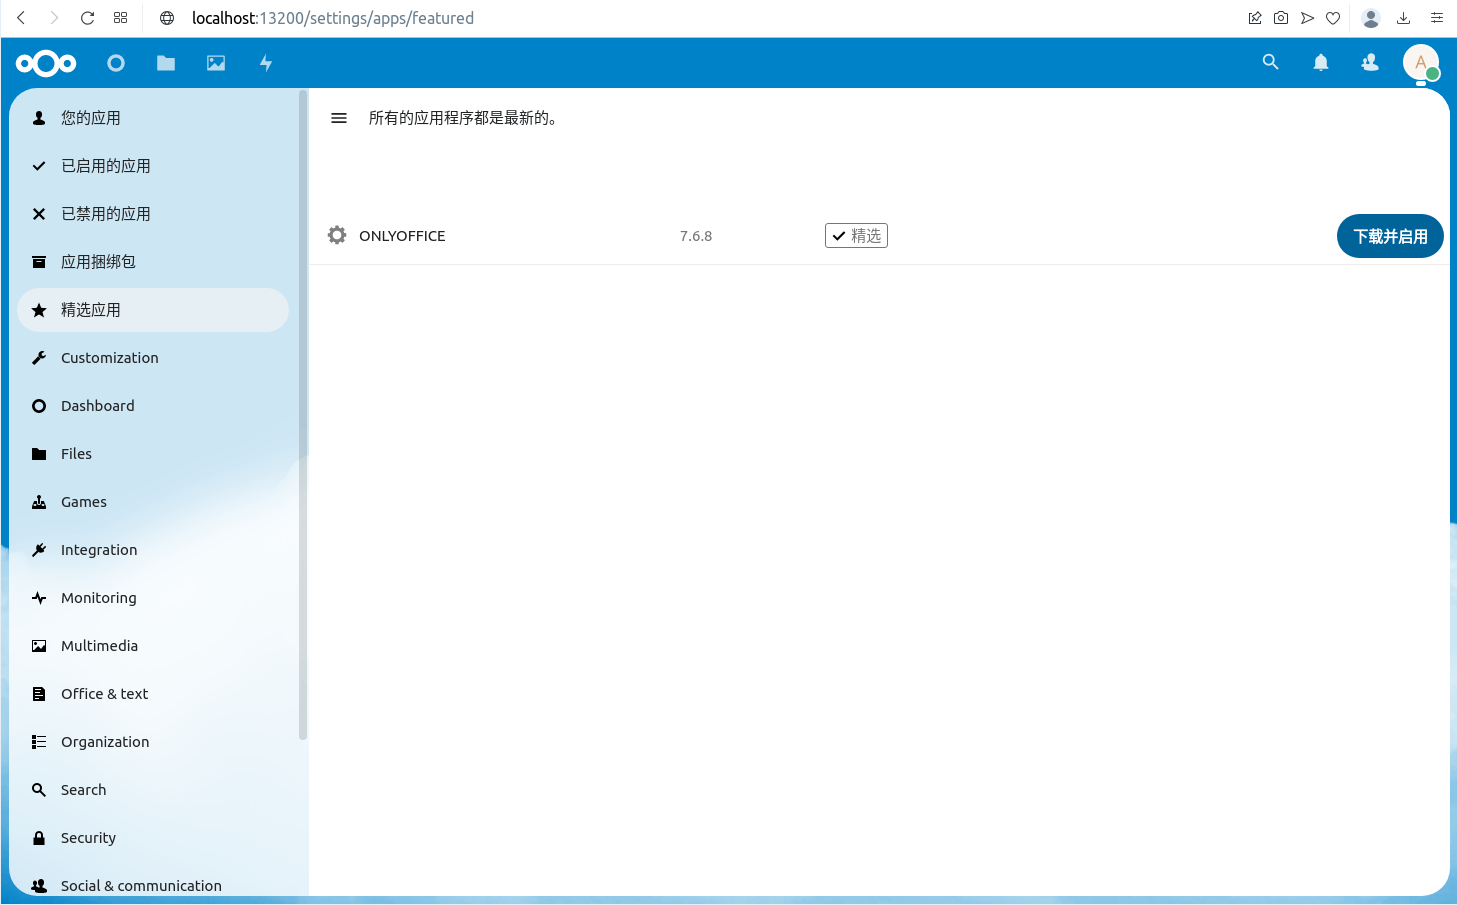 localhost:13200/settings/apps/featured
A
您的应用
所有的应用程序都是最新的。
已启用的应用
已禁用的应用
ONLYOFFICE 7.6.8 精选 下载并启用
应用捆绑包
精选应用
Customization
Dashboard
Files
Games
Integration
Monitoring
Multimedia
Office & text
Organization
Search
Security
Social & communication